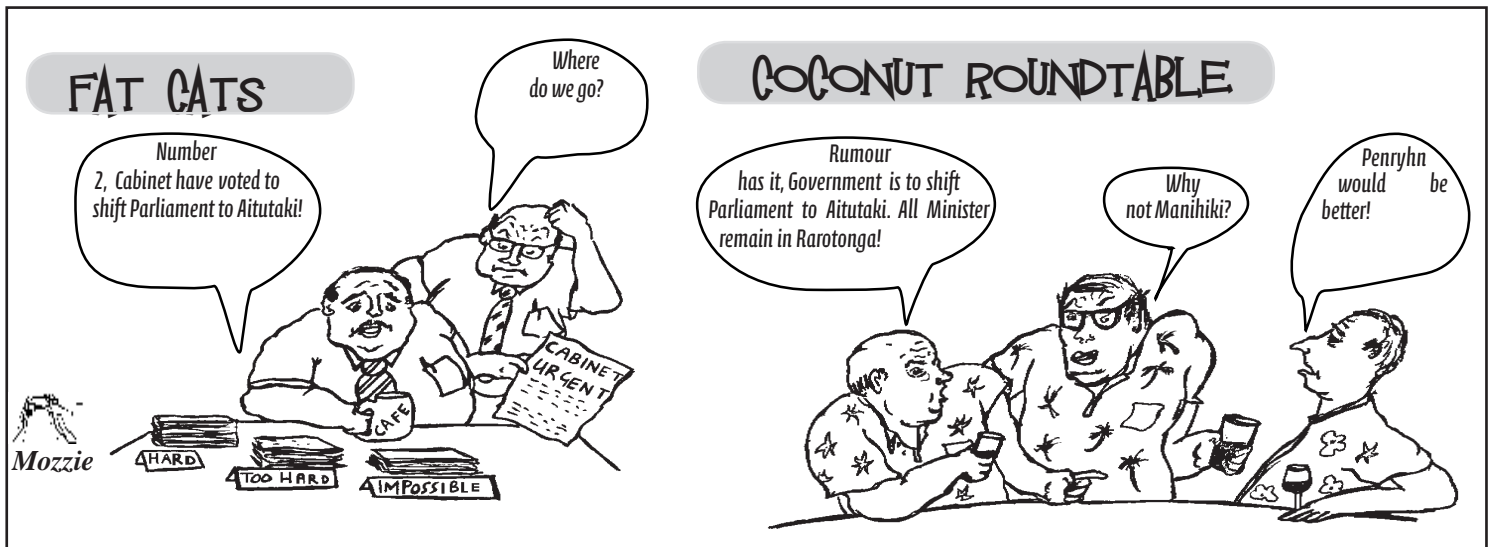 FAT CATS
Number
2, Cabinet have voted to
shift Parliament to Aitutaki!
Where
do we go?
CABINET
URGENT
CAFE
HARD
TOO HARD
IMPOSSIBLE
Mozzie
COCONUT ROUNDTABLE
Rumour
has it, Government is to shift
Parliament to Aitutaki. All Minister
remain in Rarotonga!
Why
not Manihiki?
Penryhn
would be
better!